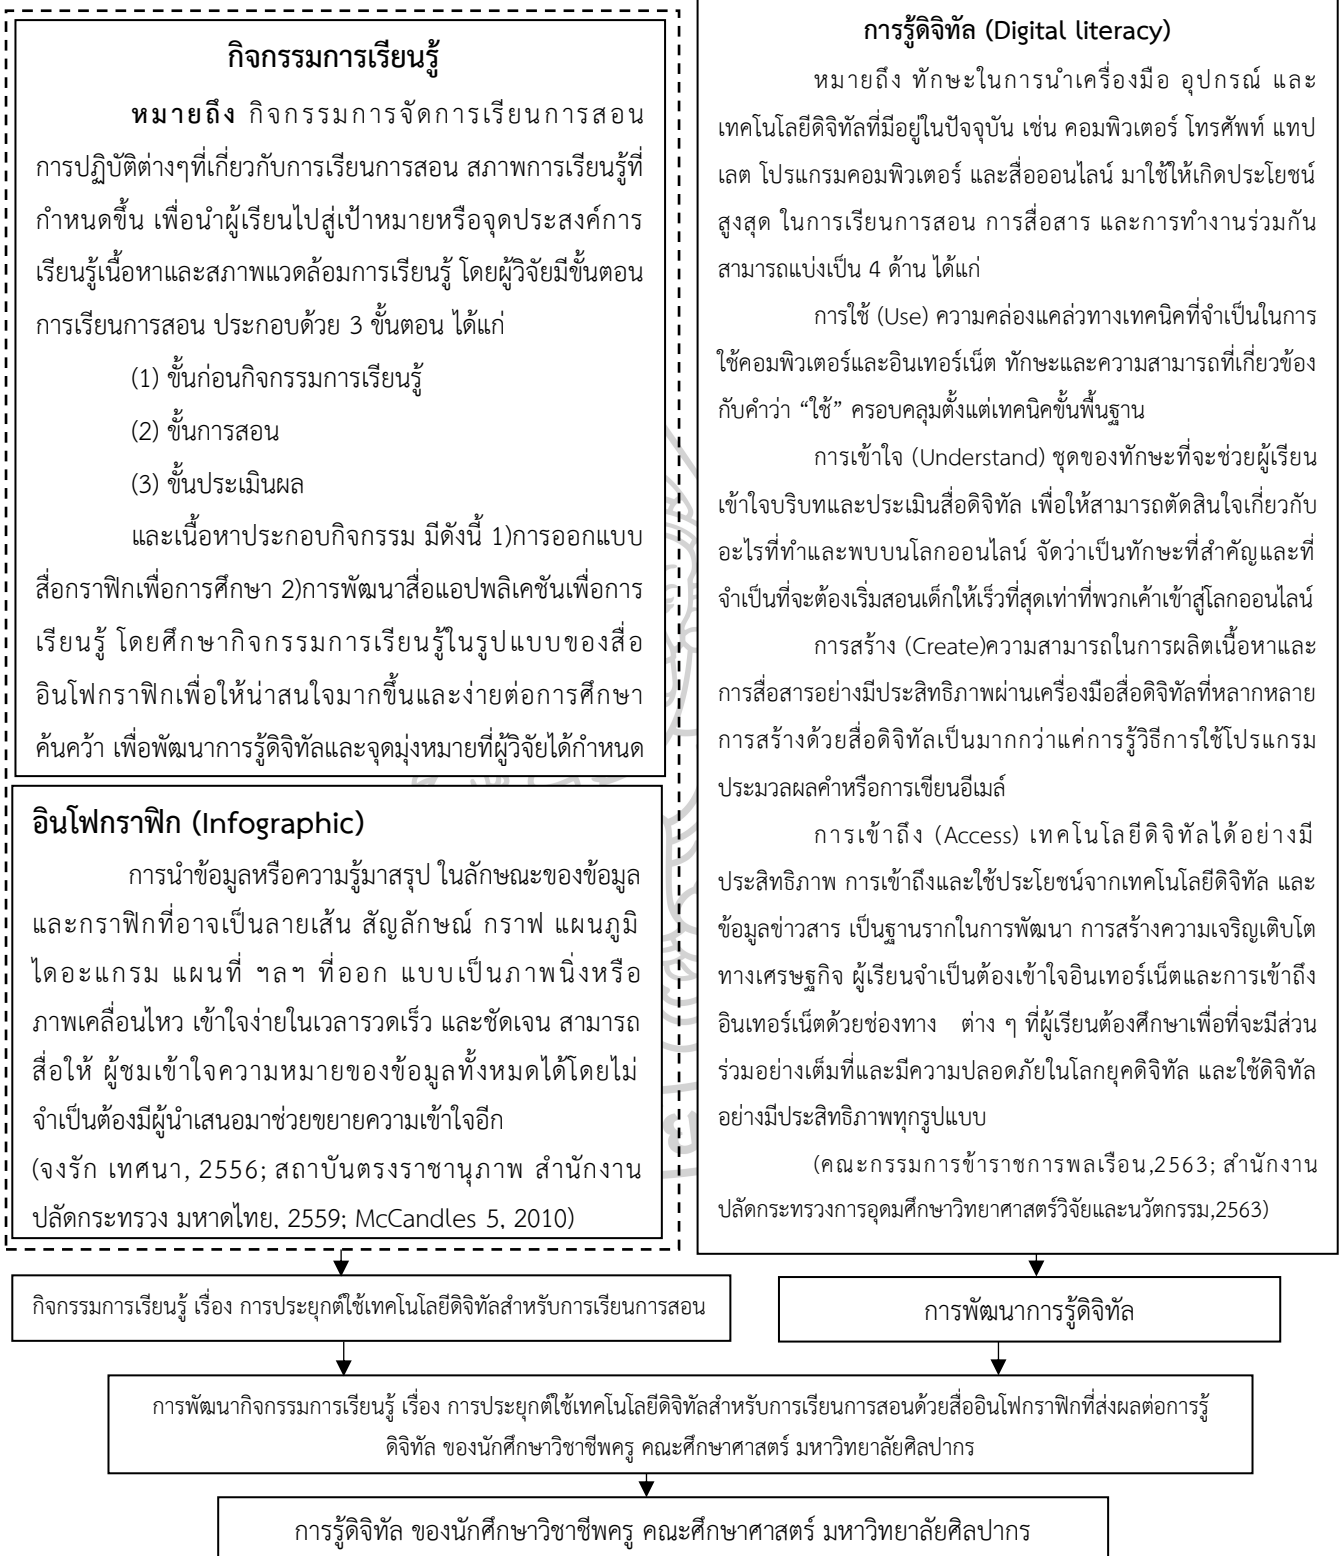 กิจกรรมการเรียนรู้
หมายถึง กิจกรรมการจัดการเรียนการสอน
การปฏิบัติต่างๆที่เกี่ยวกับการเรียนการสอน สภาพการเรียนรู้ที่
กำหนดขึ้น เพื่อนำผู้เรียนไปสู่เป้าหมายหรือจุดประสงค์การ
เรียนรู้เนื้อหาและสภาพแวดล้อมการเรียนรู้ โดยผู้วิจัยมีขั้นตอน
การเรียนการสอน ประกอบด้วย 3 ขั้นตอน ได้แก่
(1) ขั้นก่อนกิจกรรมการเรียนรู้
(2) ขั้นการสอน
(3) ขั้นประเมินผล
และเนื้อหาประกอบกิจกรรม มีดังนี้ 1)การออกแบบ
สื่อกราฟิกเพื่อการศึกษา 2)การพัฒนาสื่อแอปพลิเคชันเพื่อการ
เรียนรู้ โดยศึกษากิจกรรมการเรียนรู้ในรูปแบบของสื่อ
อินโฟกราฟิกเพื่อให้น่าสนใจมากขึ้นและง่ายต่อการศึกษา
ค้นคว้า เพื่อพัฒนาการรู้ดิจิทัลและจุดมุ่งหมายที่ผู้วิจัยได้กำหนด
อินโฟกราฟิก (Infographic)
การนำข้อมูลหรือความรู้มาสรุป ในลักษณะของข้อมูล
และกราฟิกที่อาจเป็นลายเส้น สัญลักษณ์ กราฟ แผนภูมิ
ไดอะแกรม แผนที่ ฯลฯ ที่ออก แบบเป็นภาพนิ่งหรือ
ภาพเคลื่อนไหว เข้าใจง่ายในเวลารวดเร็ว และชัดเจน สามารถ
สื่อให้ ผู้ชมเข้าใจความหมายของข้อมูลทั้งหมดได้โดยไม่
จำเป็นต้องมีผู้นำเสนอมาช่วยขยายความเข้าใจอีก
(จงรัก เทศนา, 2556; สถาบันดำรงราชานุภาพ สำนักงาน
ปลัดกระทรวง มหาดไทย, 2559; McCandles 5, 2010)
การรู้ดิจิทัล (Digital literacy)
หมายถึง ทักษะในการนำเครื่องมือ อุปกรณ์ และ
เทคโนโลยีดิจิทัลที่มีอยู่ในปัจจุบัน เช่น คอมพิวเตอร์ โทรศัพท์ แทป
เลต โปรแกรมคอมพิวเตอร์ และสื่อออนไลน์ มาใช้ให้เกิดประโยชน์
สูงสุด ในการเรียนการสอน การสื่อสาร และการทำงานร่วมกัน
สามารถแบ่งเป็น 4 ด้าน ได้แก่
การใช้ (Use) ความคล่องแคล่วทางเทคนิคที่จำเป็นในการ
ใช้คอมพิวเตอร์และอินเทอร์เน็ต ทักษะและความสามารถที่เกี่ยวข้อง
กับคำว่า “ใช้” ครอบคลุมตั้งแต่เทคนิคขั้นพื้นฐาน
การเข้าใจ (Understand) ชุดของทักษะที่จะช่วยผู้เรียน
เข้าใจบริบทและประเมินสื่อดิจิทัล เพื่อให้สามารถตัดสินใจเกี่ยวกับ
อะไรที่ทำและพบบนโลกออนไลน์ จัดว่าเป็นทักษะที่สำคัญและที่
จำเป็นที่จะต้องเริ่มสอนเด็กให้เร็วที่สุดเท่าที่พวกเค้าเข้าสู่โลกออนไลน์
การสร้าง (Create)ความสามารถในการผลิตเนื้อหาและ
การสื่อสารอย่างมีประสิทธิภาพผ่านเครื่องมือสื่อดิจิทัลที่หลากหลาย
การสร้างด้วยสื่อดิจิทัลเป็นมากกว่าแค่การรู้วิธีการใช้โปรแกรม
ประมวลผลคำหรือการเขียนอีเมล์
การเข้าถึง (Access) เทคโนโลยีดิจิทัลได้อย่างมี
ประสิทธิภาพ การเข้าถึงและใช้ประโยชน์จากเทคโนโลยีดิจิทัล และ
ข้อมูลข่าวสาร เป็นฐานรากในการพัฒนา การสร้างความเจริญเติบโต
ทางเศรษฐกิจ ผู้เรียนจำเป็นต้องเข้าใจอินเทอร์เน็ตและการเข้าถึง
อินเทอร์เน็ตด้วยช่องทาง ต่าง ๆ ที่ผู้เรียนต้องศึกษาเพื่อที่จะมีส่วน
ร่วมอย่างเต็มที่และมีความปลอดภัยในโลกยุคดิจิทัล และใช้ดิจิทัล
อย่างมีประสิทธิภาพทุกรูปแบบ
(คณะกรรมการข้าราชการพลเรือน,2563; สำนักงาน
ปลัดกระทรวงการอุดมศึกษาวิทยาศาสตร์วิจัยและนวัตกรรม,2563)
กิจกรรมการเรียนรู้ เรื่อง การประยุกต์ใช้เทคโนโลยีดิจิทัลสำหรับการเรียนการสอน
การพัฒนาการรู้ดิจิทัล
การพัฒนากิจกรรมการเรียนรู้ เรื่อง การประยุกต์ใช้เทคโนโลยีดิจิทัลสำหรับการเรียนการสอนด้วยสื่ออินโฟกราฟิกที่ส่งผลต่อการรู้
ดิจิทัล ของนักศึกษาวิชาชีพครู คณะศึกษาศาสตร์ มหาวิทยาลัยศิลปากร
การรู้ดิจิทัล ของนักศึกษาวิชาชีพครู คณะศึกษาศาสตร์ มหาวิทยาลัยศิลปากร